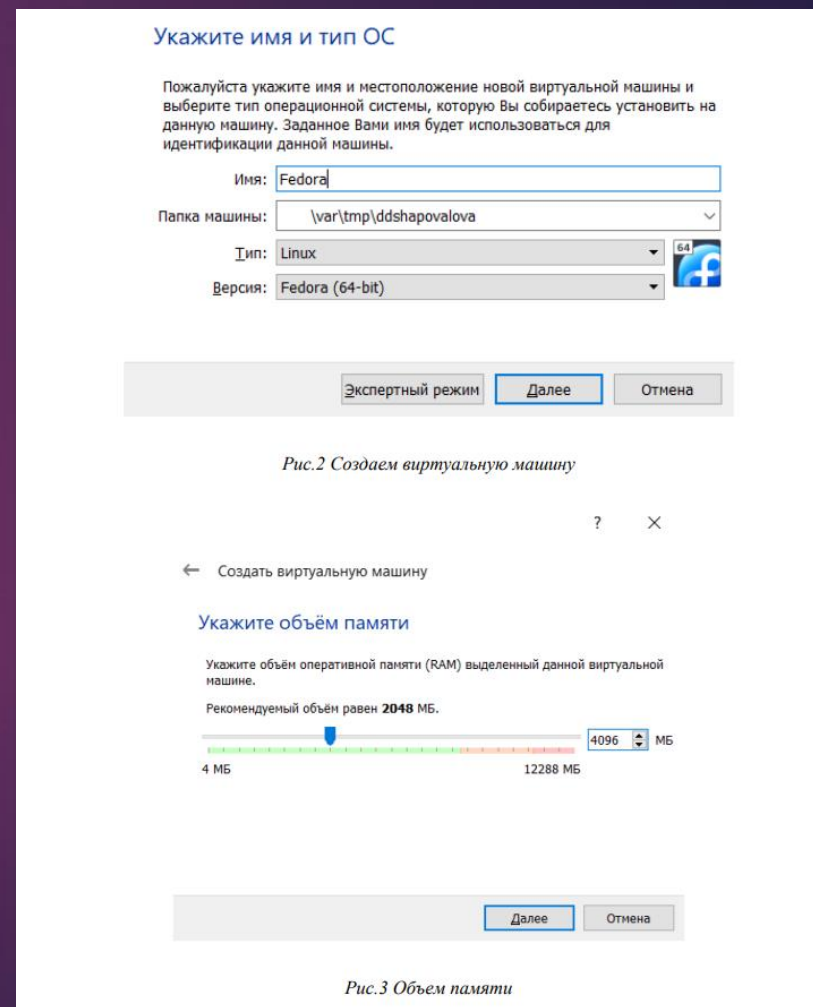 Укажите имя и тип ОС
Пожалуйста укажите имя и местоположение новой виртуальной машины и
выберите тип операционной системы, которую Вы собираетесь установить на
данную машину. Заданное Вами имя будет использоваться для
идентификации данной машины.
Имя: Fedora
Папка машины: \var\tmp\ddshapovalova
Тип: Linux
64
Версия: Fedora (64-bit)
Экспертный режим Далее Отмена
Рис.2 Создаем виртуальную машину
?
Создать виртуальную машину
Укажите объём памяти
Укажите объём оперативной памяти (RAM) выделенный данной виртуальной
машине.
Рекомендуемый объём равен 2048 МБ.
4096 МБ
4 МБ 12288 МБ
Далее Отмена
Рис.3 Объем памяти